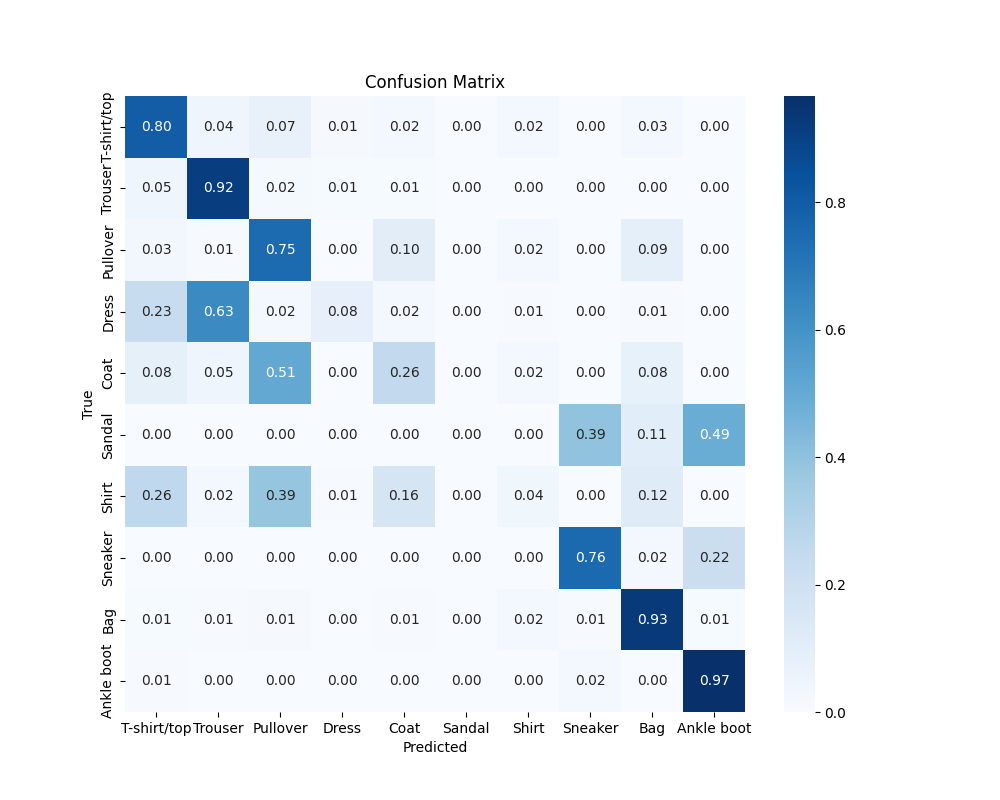 Confusion Matrix
T-shirt/top 0.80 0.04 0.07 0.01 0.02 0.00 0.02 0.00 0.03 0.00
Trouser 0.05 0.92 0.02 0.01 0.01 0.00 0.00 0.00 0.00 0.00
Pullover 0.03 0.01 0.75 0.00 0.10 0.00 0.02 0.00 0.09 0.00
Dress 0.23 0.63 0.02 0.08 0.02 0.00 0.01 0.00 0.01 0.00
Coat 0.08 0.05 0.51 0.00 0.26 0.00 0.02 0.00 0.08 0.00
Sandal 0.00 0.00 0.00 0.00 0.00 0.00 0.00 0.39 0.11 0.49
Shirt 0.26 0.02 0.39 0.01 0.16 0.00 0.04 0.00 0.12 0.00
Sneaker 0.00 0.00 0.00 0.00 0.00 0.00 0.00 0.76 0.02 0.22
Bag 0.01 0.01 0.01 0.00 0.01 0.00 0.02 0.01 0.93 0.01
Ankle boot 0.01 0.00 0.00 0.00 0.00 0.00 0.00 0.02 0.00 0.97
T-shirt/top Trouser Pullover Dress Coat Sandal Shirt Sneaker Bag Ankle boot
Predicted
True
0.8
0.6
0.4
0.2
0.0